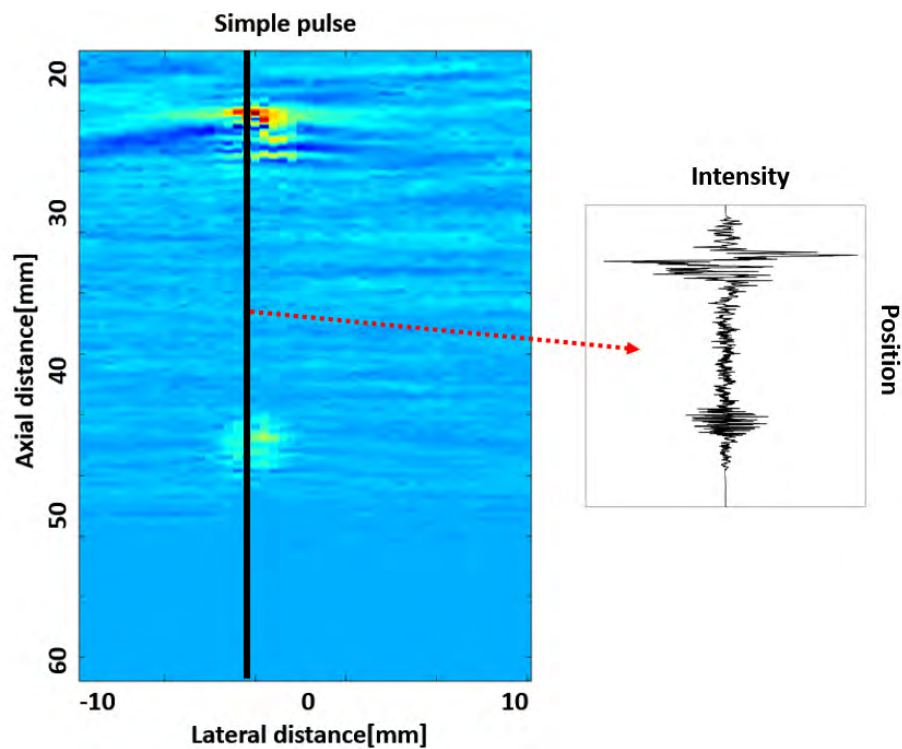 Simple pulse
20
30
40
50
60
Axial distance[mm]
-10
0
10
Lateral distance[mm]
Intensity
Position